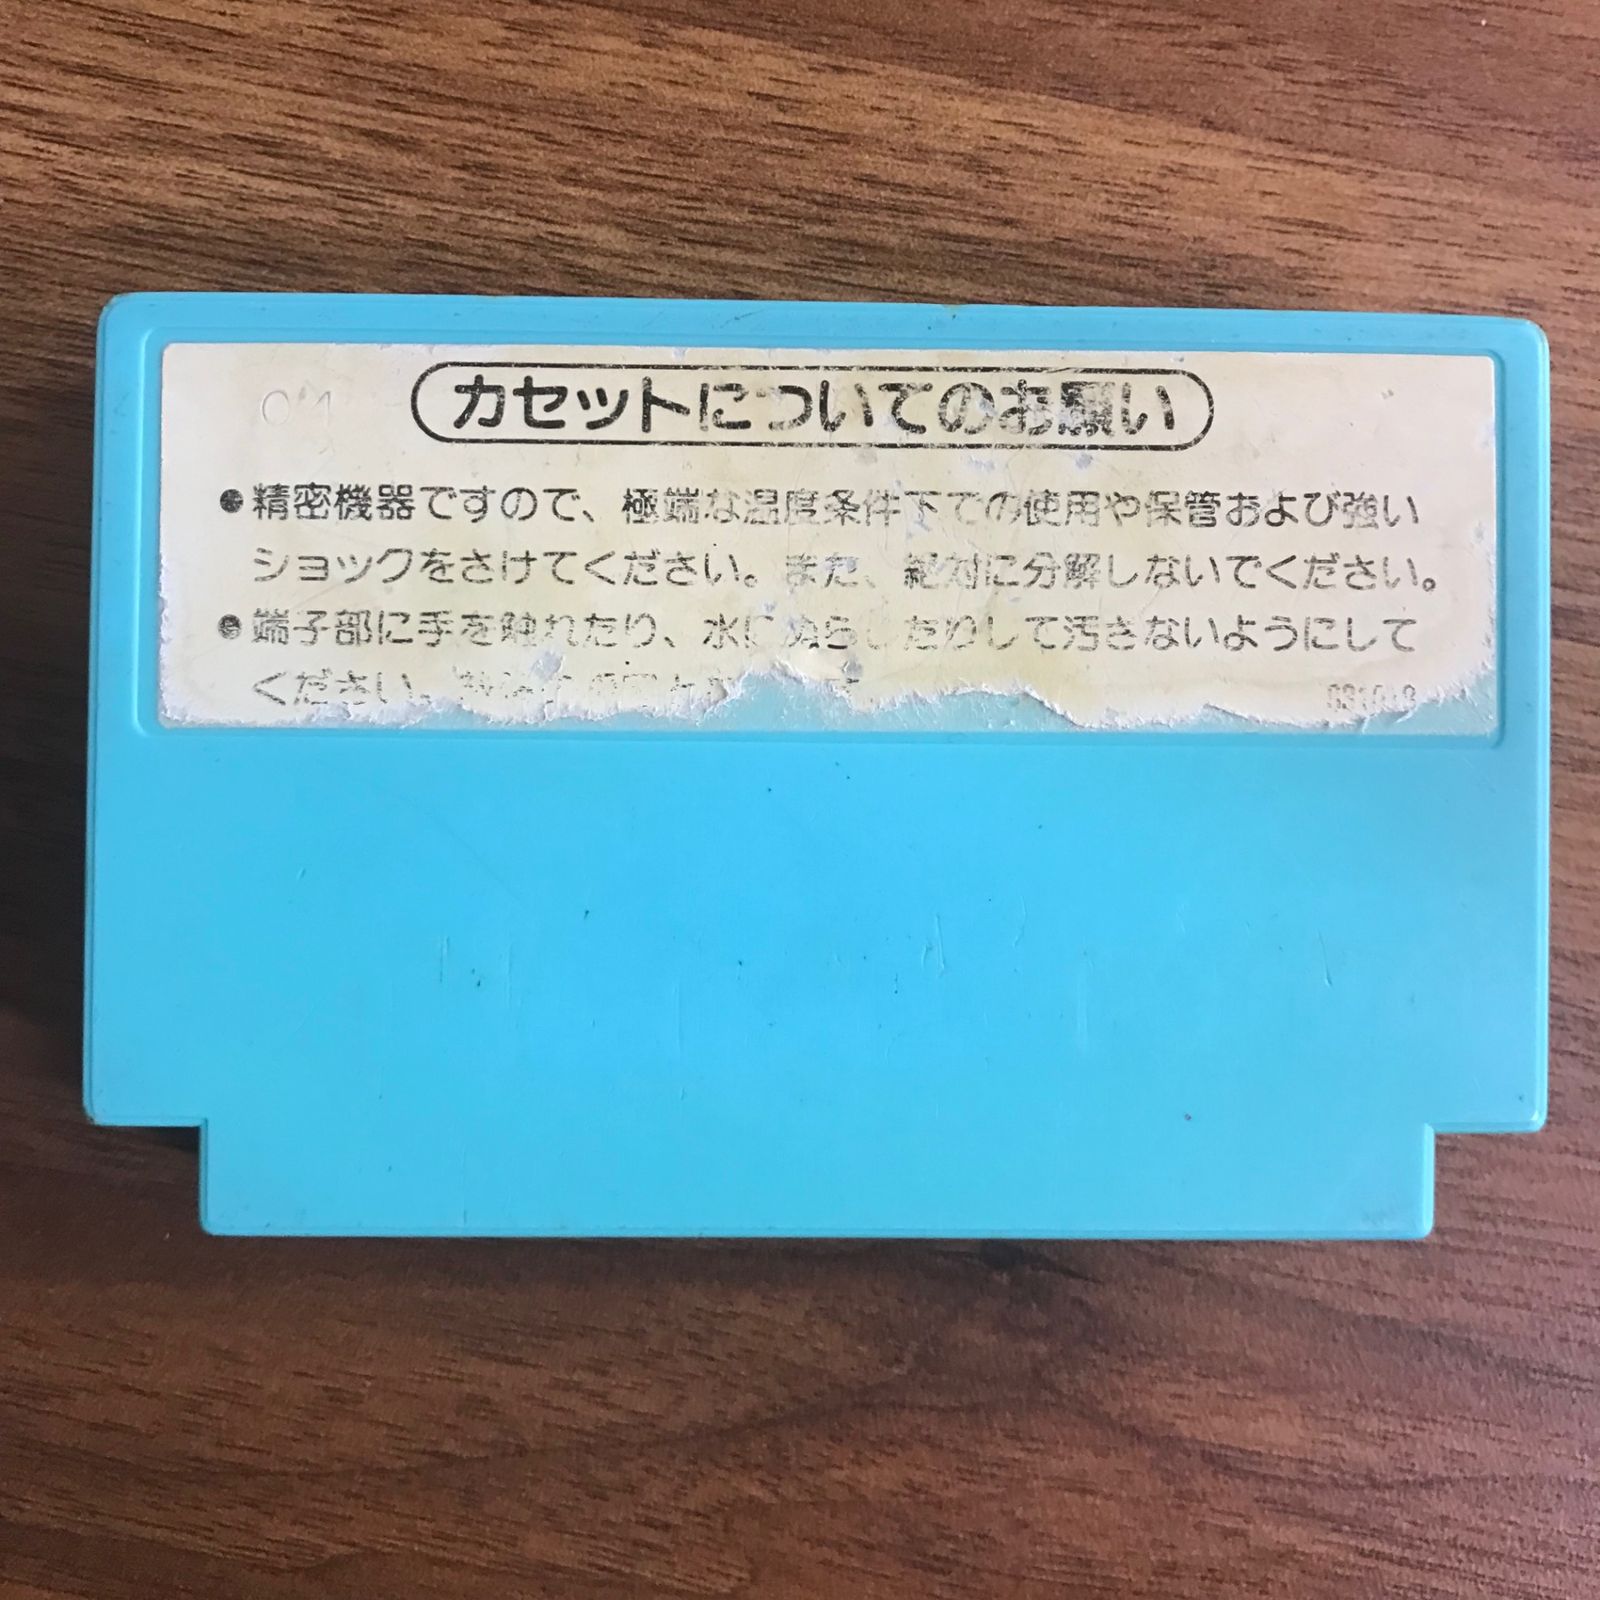 カセットについてのお願い
●精密機器ですので、極端な温度条件下での使用や保管および強い
ショックをさけてください。また、絶対に分解しないでください。
●端子部に手を触れたり、水にぬらしたりして汚さないようにして
ください。